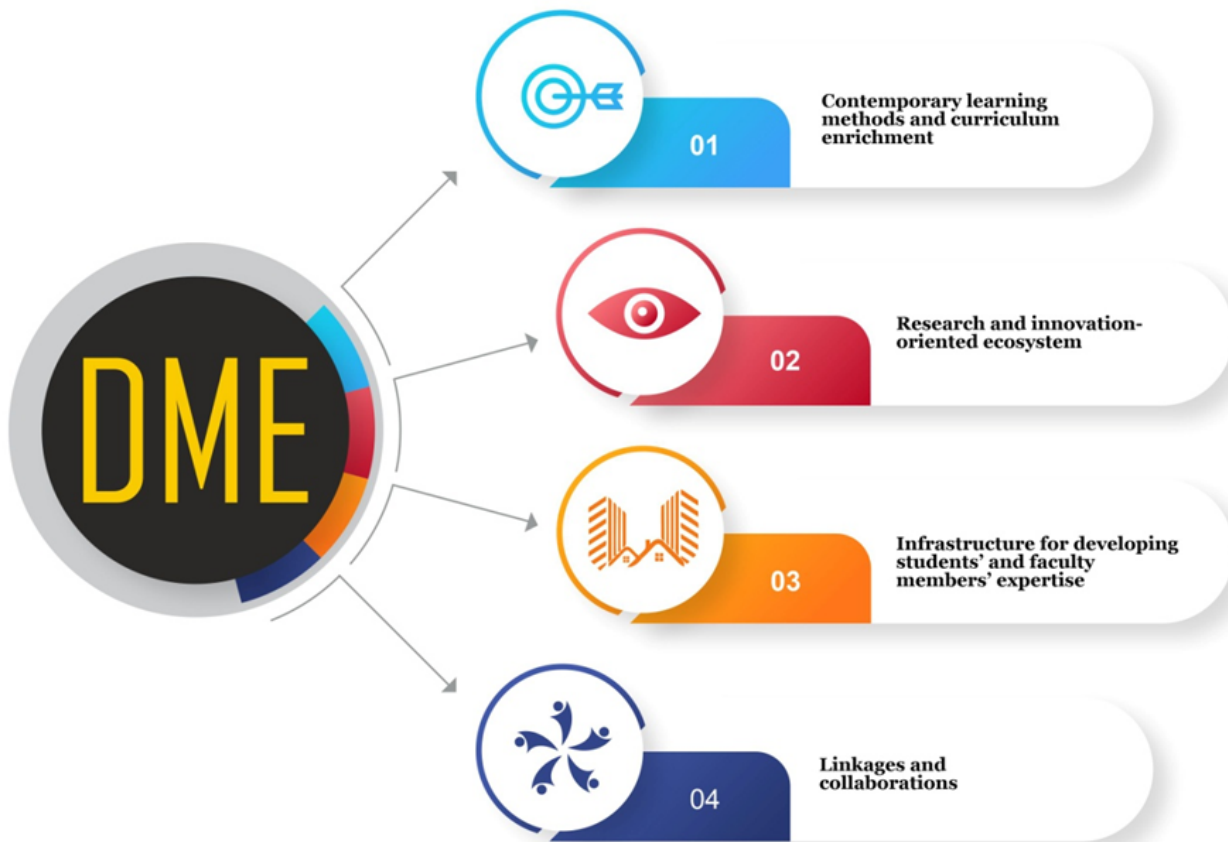 DME
01
Contemporary learning
methods and curriculum
enrichment
02
Research and innovation-
oriented ecosystem
03
Infrastructure for developing
students’ and faculty
members’ expertise
04
Linkages and
collaborations